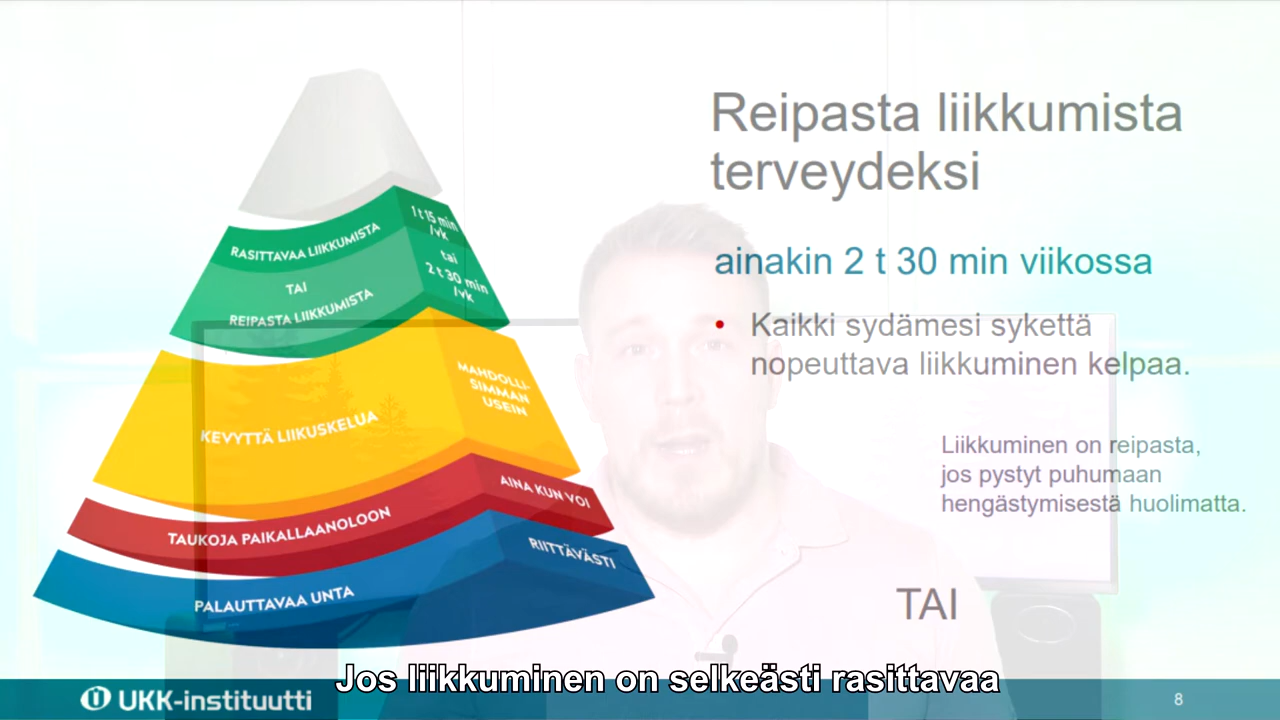 Reipasta liikkumista
terveydeksi
ainakin 2 t 30 min viikossa
• Kaikki sydämesi sykettä
nopeuttava liikkuminen kelpaa.
Liikkuminen on reipasta,
jos pystyt puhumaan
hengästymisestä huolimatta.
TAI
RASITTAVAA LIIKKUMISTA
TAI
REIPASTA LIIKKUMISTA
1 t 15 min
/vk
tai
2 t 30 min
/vk
KEVYTTÄ LIIKUSKELUA
MAHDOLLI-
SIMMAN
USEIN
TAUKOJA PAIKALLAANOLOON
AINA KUN VOI
PALAUTTAVAA UNTA
RIITTÄVÄSTI
Jos liikkuminen on selkeästi rasittavaa
UKK-instituutti
8